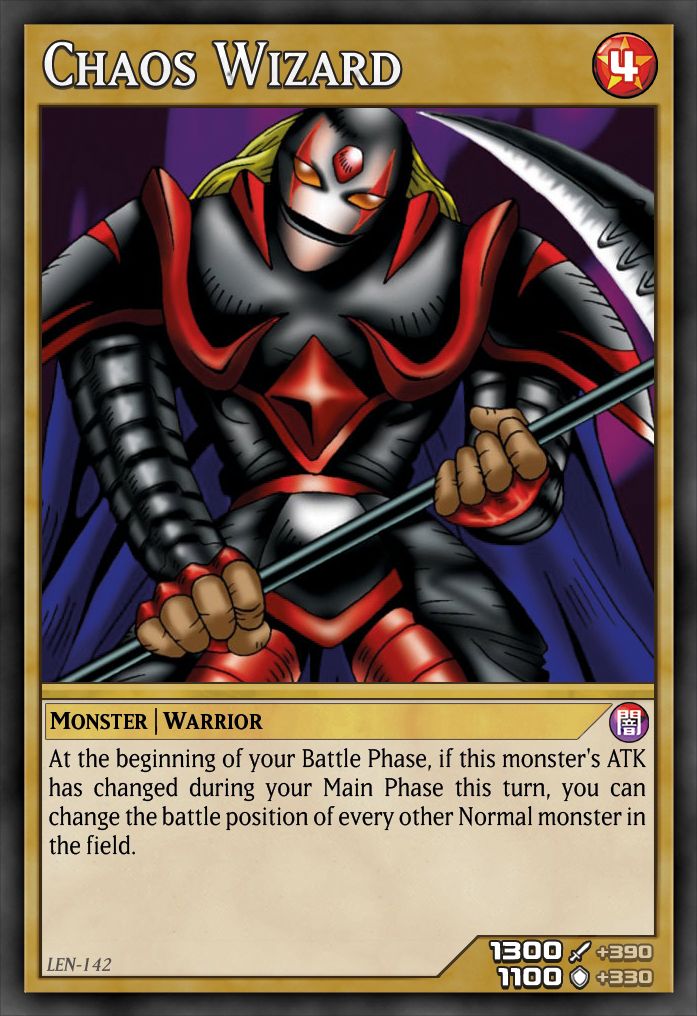 CHAOS WIZARD
4
MONSTER | WARRIOR
闇
At the beginning of your Battle Phase, if this monster's ATK
has changed during your Main Phase this turn, you can
change the battle position of every other Normal monster in
the field.
1300 +390
LEN-142
1100 +330